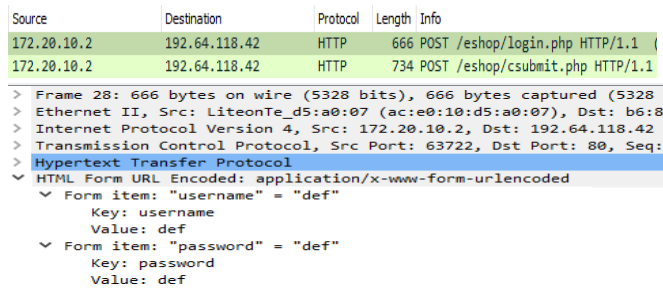 Source Destination Protocol Length Info
172.20.10.2 192.64.118.42 HTTP 666 POST /eshop/login.php HTTP/1.1 (
172.20.10.2 192.64.118.42 HTTP 734 POST /eshop/csubmit.php HTTP/1.1
> Frame 28: 666 bytes on wire (5328 bits), 666 bytes captured (5328
> Ethernet II, Src: LiteonTe_d5:a0:07 (ac:e0:10:d5:a0:07), Dst: b6:8
> Internet Protocol Version 4, Src: 172.20.10.2, Dst: 192.64.118.42
> Transmission Control Protocol, Src Port: 63722, Dst Port: 80, Seq:
> Hypertext Transfer Protocol
HTML Form URL Encoded: application/x-www-form-urlencoded
Form item: "username" = "def"
Key: username
Value: def
Form item: "password" = "def"
Key: password
Value: def